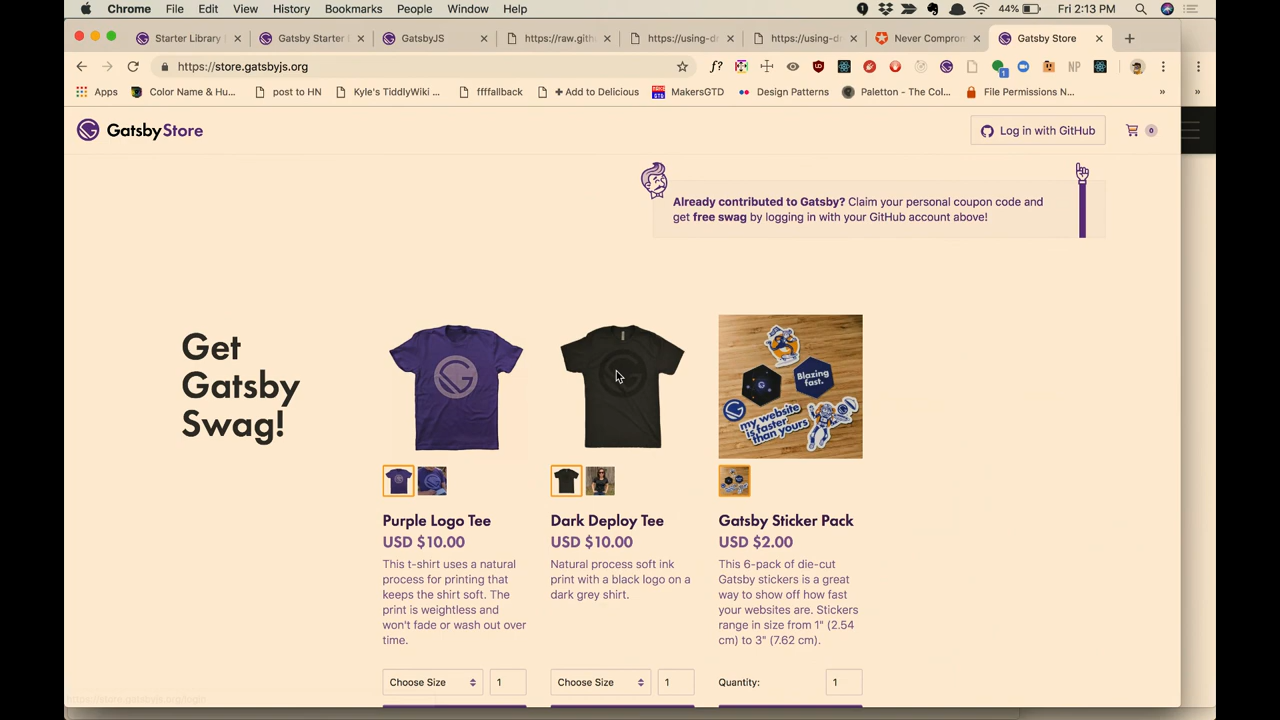 Chrome File Edit View History Bookmarks People Window Help 44% Fri 2:13 PM
Starter Library Gatsby Starter GatsbyJS https://raw.gith https://using-dr https://using-d Never Comprom Gatsby Store
https://store.gatsbyjs.org f? NP 1
Apps Color Name & Hu... post to HN Kyle's TiddlyWiki ... ffffallback + Add to Delicious MakersGTD Design Patterns Paletton - The Col... File Permissions N... » »
GatsbyStore Log in with GitHub 0
Already contributed to Gatsby? Claim your personal coupon code and
get free swag by logging in with your GitHub account above!
Get
Gatsby
Swag!
Blazing
fast.
my website
is faster
than yours
Purple Logo Tee
USD $10.00
This t-shirt uses a natural
process for printing that
keeps the shirt soft. The
print is weightless and
won't fade or wash out over
time.
Choose Size 1
Dark Deploy Tee
USD $10.00
Natural process soft ink
print with a black logo on a
dark grey shirt.
Choose Size 1
Gatsby Sticker Pack
USD $2.00
This 6-pack of die-cut
Gatsby stickers is a great
way to show off how fast
your websites are. Stickers
range in size from 1" (2.54
cm) to 3" (7.62 cm).
Quantity: 1
https://store.gatsbyjs.org/login